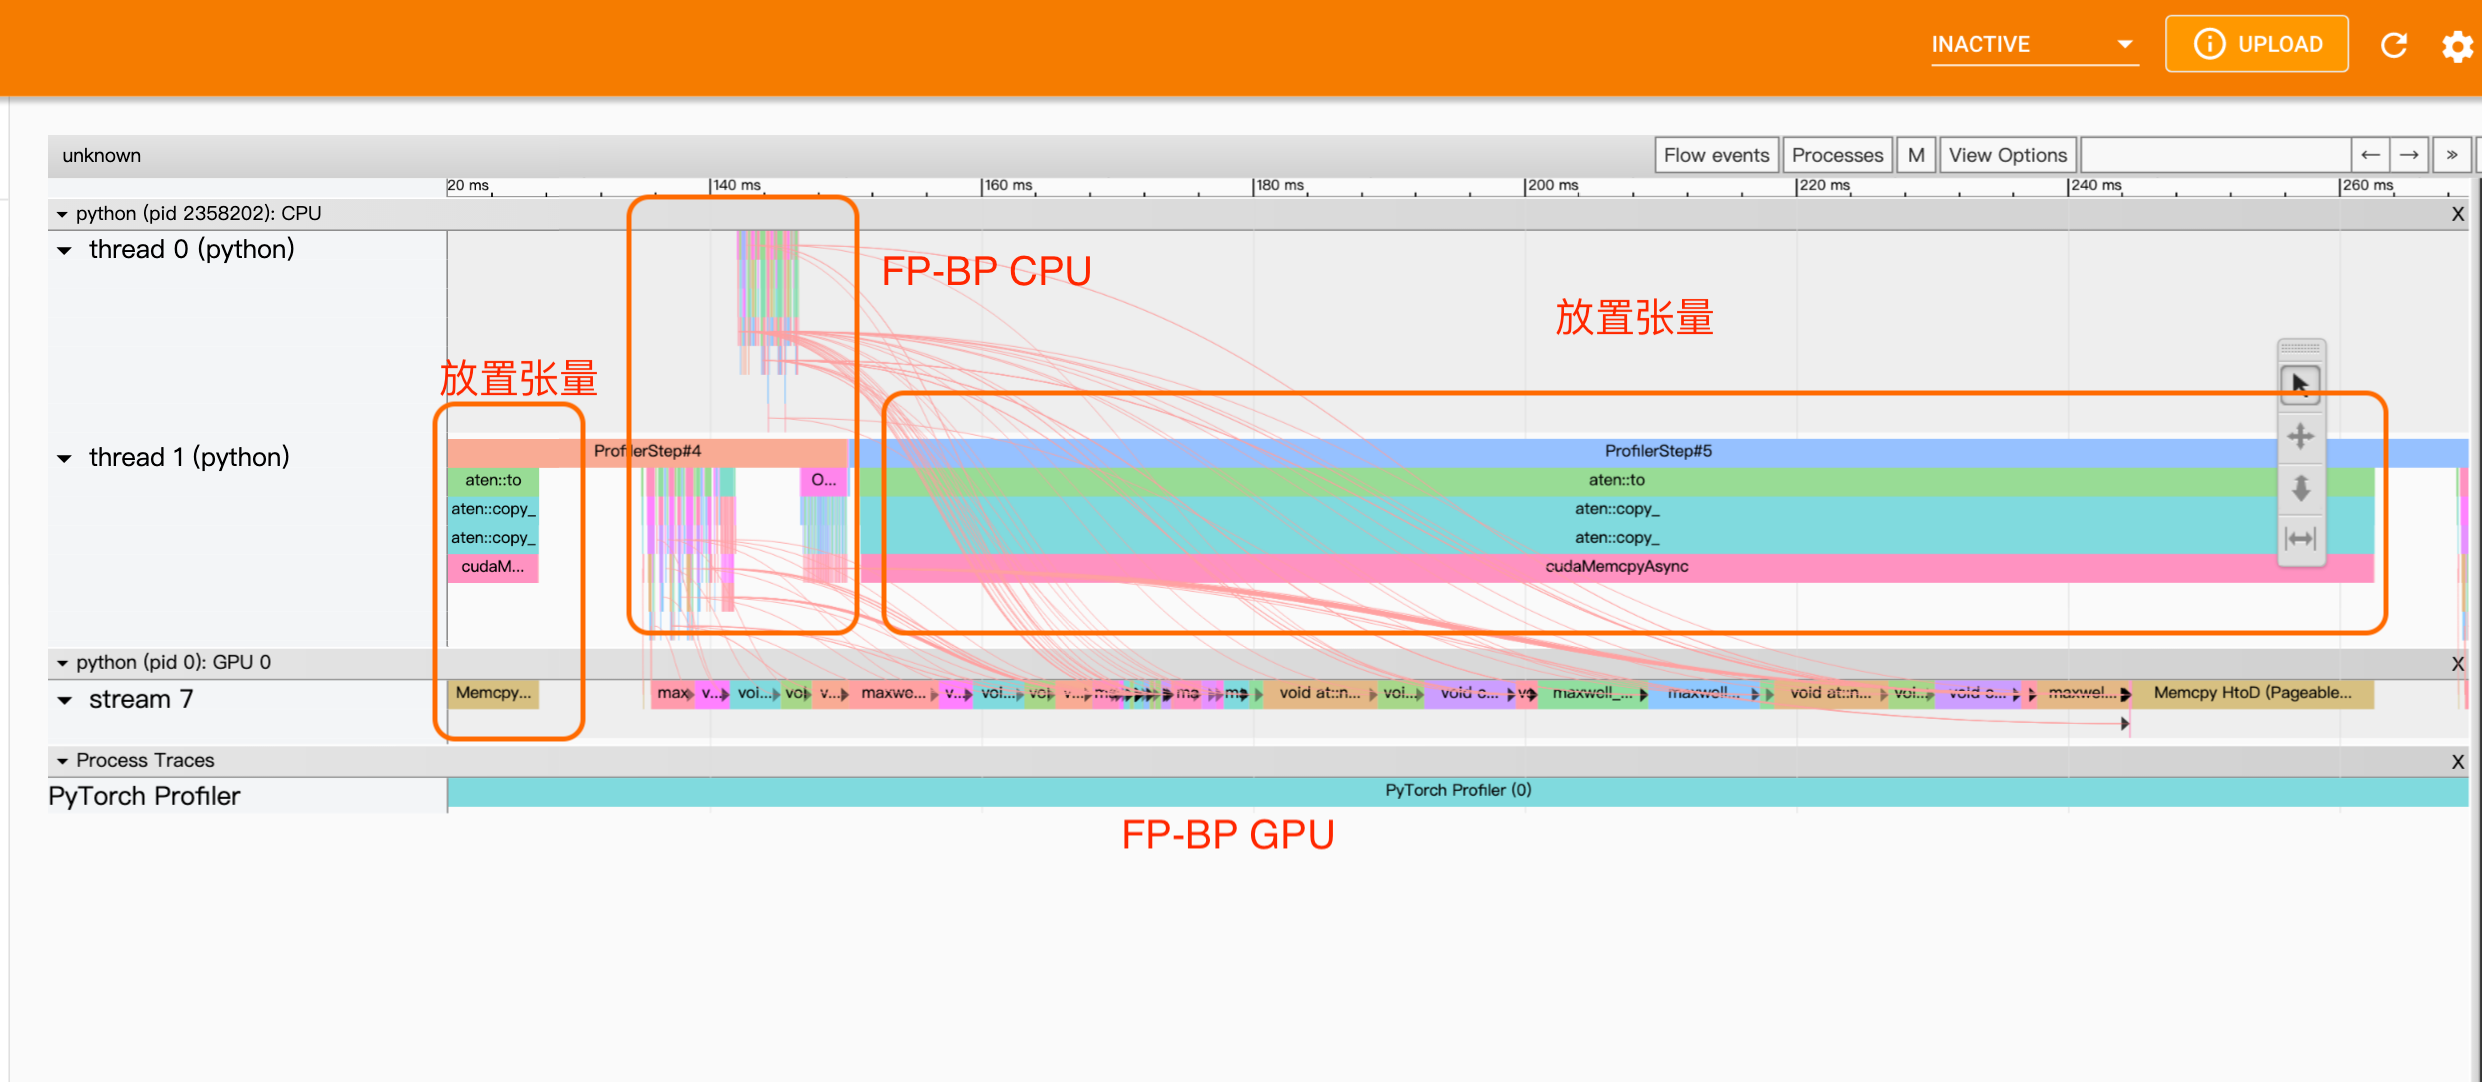 INACTIVE
UPLOAD
unknown
Flow events
Processes
M
View Options
←
→
»
20 ms
140 ms
160 ms
180 ms
200 ms
220 ms
240 ms
260 ms
python (pid 2358202): CPU
X
thread 0 (python)
FP-BP CPU
放置张量
放置张量
thread 1 (python)
ProfilerStep#4
ProfilerStep#5
aten::to
O...
aten::to
aten::copy_
aten::copy_
aten::copy_
aten::copy_
cudaM...
cudaMemcpyAsync
python (pid 0): GPU 0
X
stream 7
Memcpy...
max
v...
voi...
voi
v...
maxwe...
v...
voi...
voi
v...
ma
m
void at::n...
voi...
void c...
maxwell_...
maxwell...
void at::n...
voi...
void c...
maxwel...
Memcpy HtoD (Pageable...
Process Traces
X
PyTorch Profiler
PyTorch Profiler (0)
FP-BP GPU